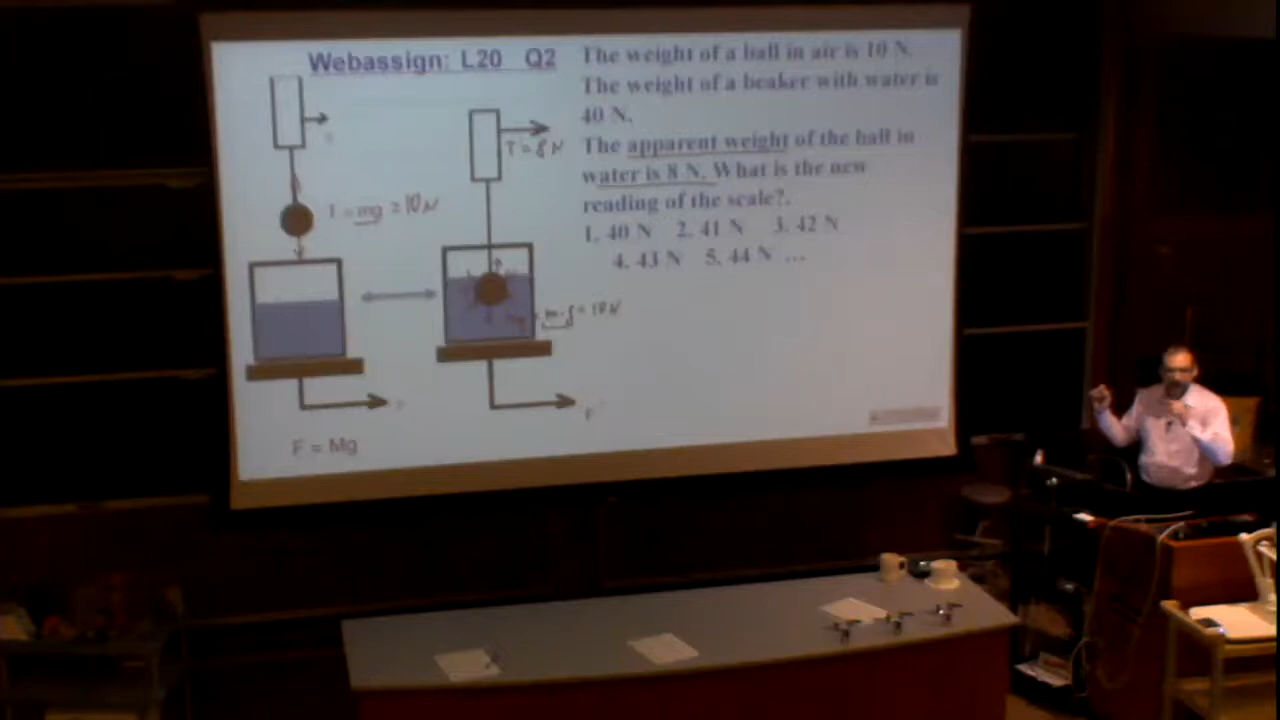 Webassign: L20 Q2
The weight of a ball in air is 10 N.
The weight of a beaker with water is
40 N.
The apparent weight of the ball in
water is 8 N. What is the new
reading of the scale?.
1. 40 N 2. 41 N 3. 42 N
4. 43 N 5. 44 N ...
T = 8 N
T = mg = 10 N
m·g = 10 N
F
F = Mg